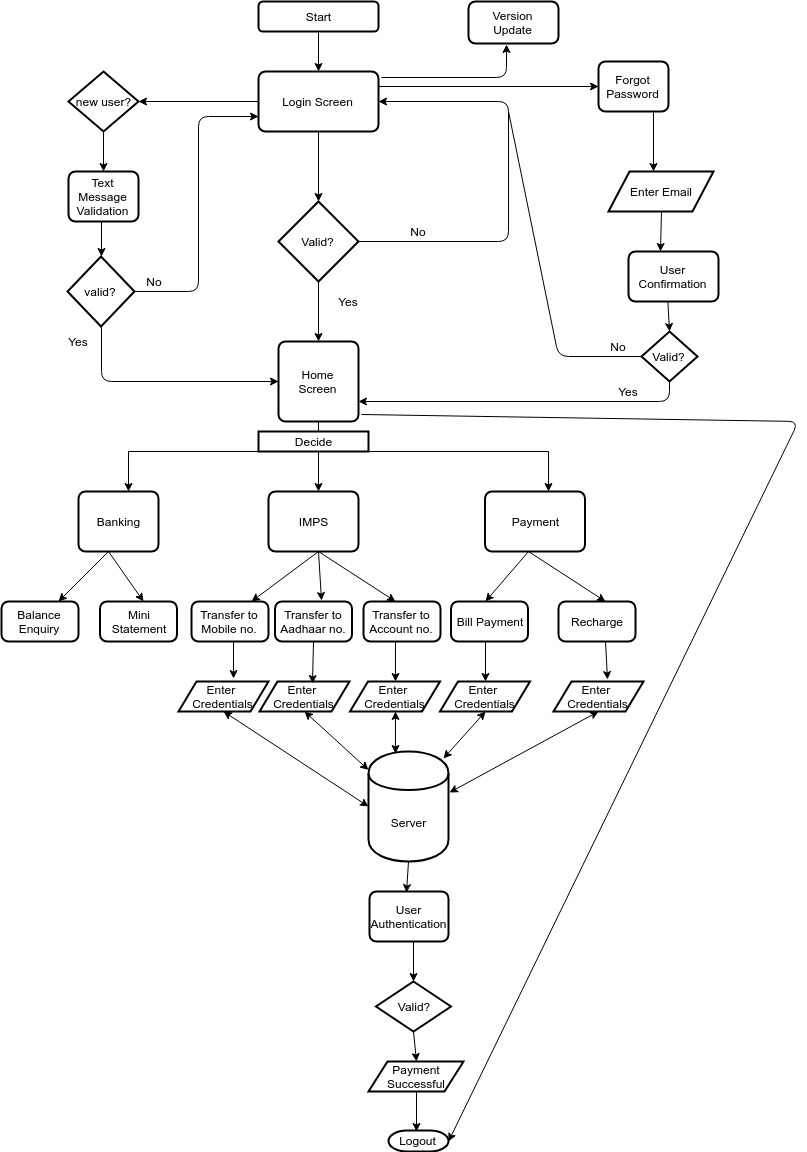 Start
Version
Update
Forgot
Password
new user?
Login Screen
Text
Message
Validation
Enter Email
No
Valid?
User
Confirmation
No
valid?
Yes
Yes
No
Valid?
Home
Screen
Yes
Decide
Banking
IMPS
Payment
Balance
Enquiry
Mini
Statement
Transfer to
Mobile no.
Transfer to
Aadhaar no.
Transfer to
Account no.
Bill Payment
Recharge
Enter
Credentials
Enter
Credentials
Enter
Credentials
Enter
Credentials
Enter
Credentials
Server
User
Authentication
Valid?
Payment
Successful
Logout